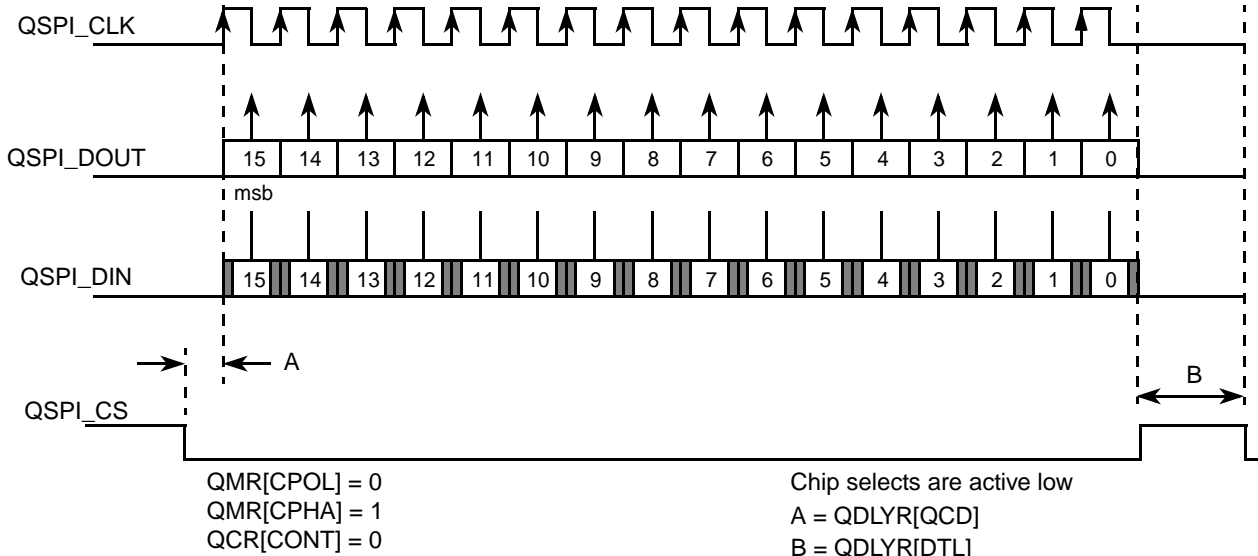 QSPI_CLK
QSPI_DOUT
15 14 13 12 11 10 9 8 7 6 5 4 3 2 1 0
msb
QSPI_DIN
15 14 13 12 11 10 9 8 7 6 5 4 3 2 1 0
A
B
QSPI_CS
QMR[CPOL] = 0
QMR[CPHA] = 1
QCR[CONT] = 0
Chip selects are active low
A = QDLYR[QCD]
B = QDLYR[DTL]